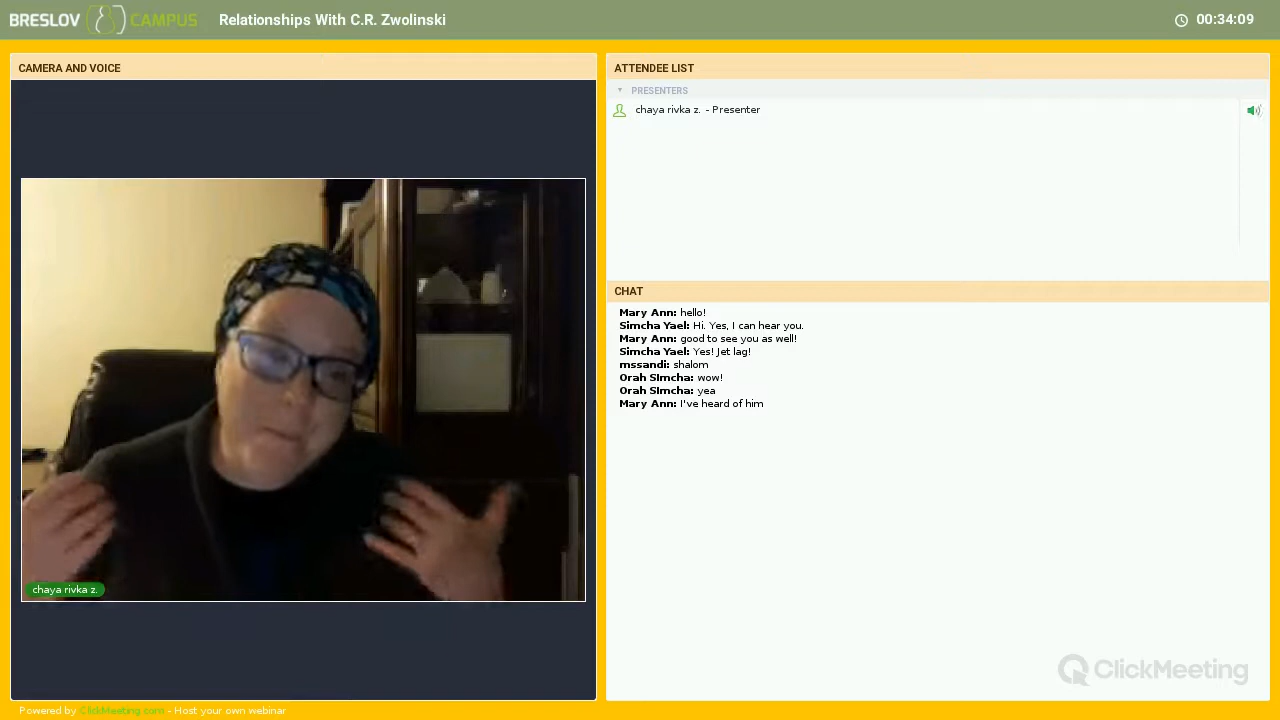 BRESLOV CAMPUS Relationships With C.R. Zwolinski 00:34:09
CAMERA AND VOICE
chaya rivka z.
ATTENDEE LIST
PRESENTERS
chaya rivka z. - Presenter
CHAT
Mary Ann: hello!
Simcha Yael: Hi. Yes, I can hear you.
Mary Ann: good to see you as well!
Simcha Yael: Yes! Jet lag!
mssandi: shalom
Orah SImcha: wow!
Orah SImcha: yea
Mary Ann: I've heard of him
ClickMeeting
Powered by ClickMeeting.com - Host your own webinar